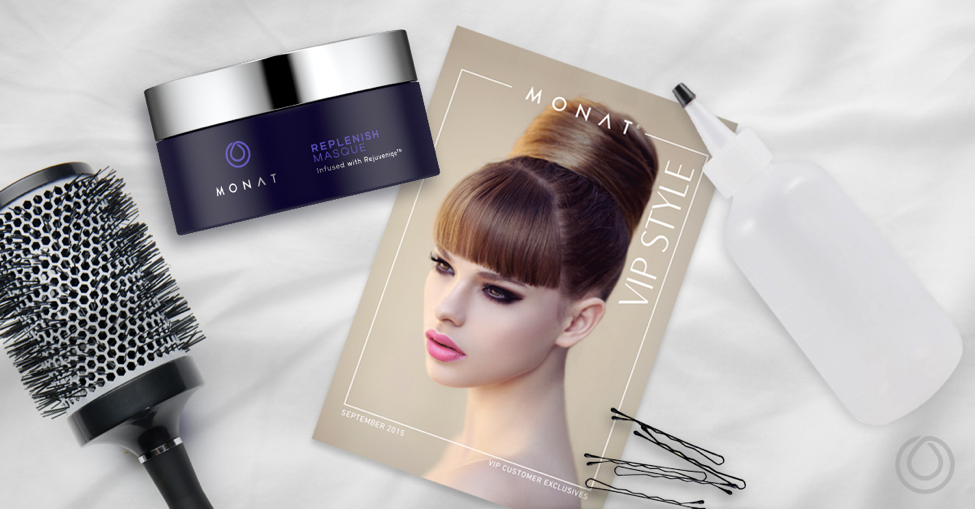 MONAT
REPLENISH
MASQUE
Infused with Rejuveniqe™
MONAT
VIP STYLE
SEPTEMBER 2015
VIP CUSTOMER EXCLUSIVES